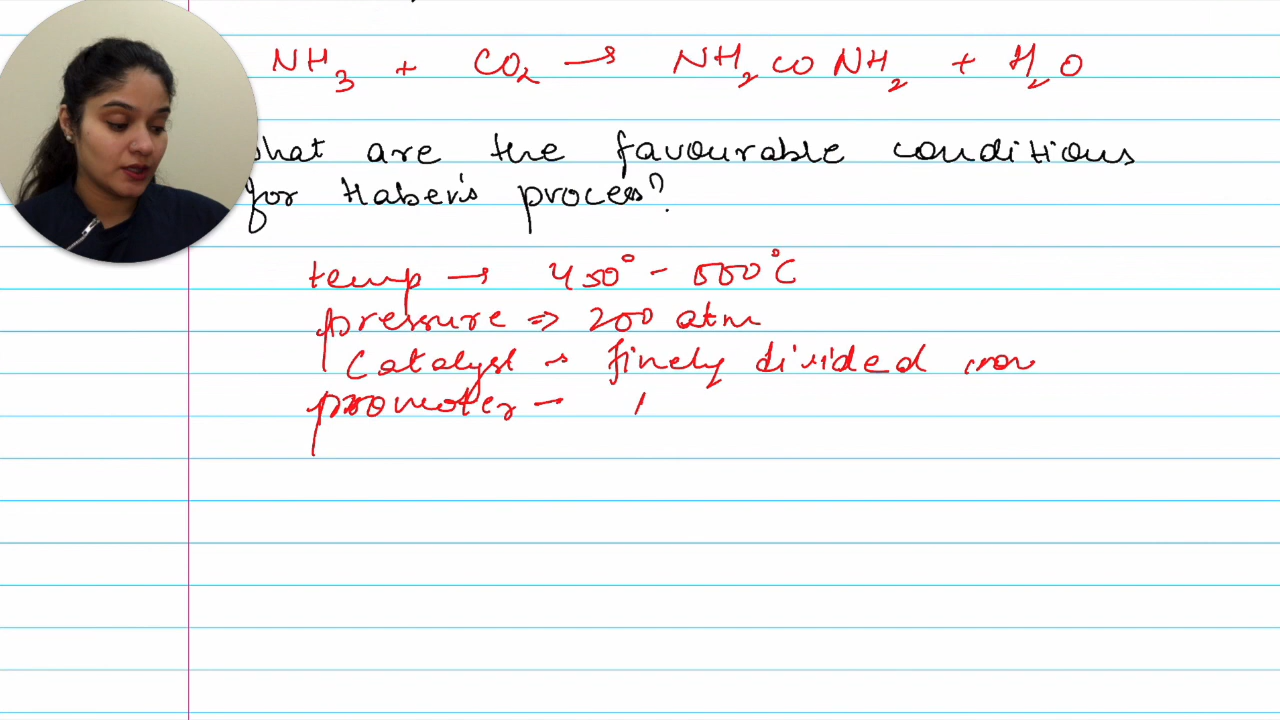 NH3 + CO2 → NH2CONH2 + H2O
what are the favourable conditions
for Haber's process?
temp → 450° - 500°C
pressure ⇒ 200 atm
Catalyst → finely divided iron
promoter -